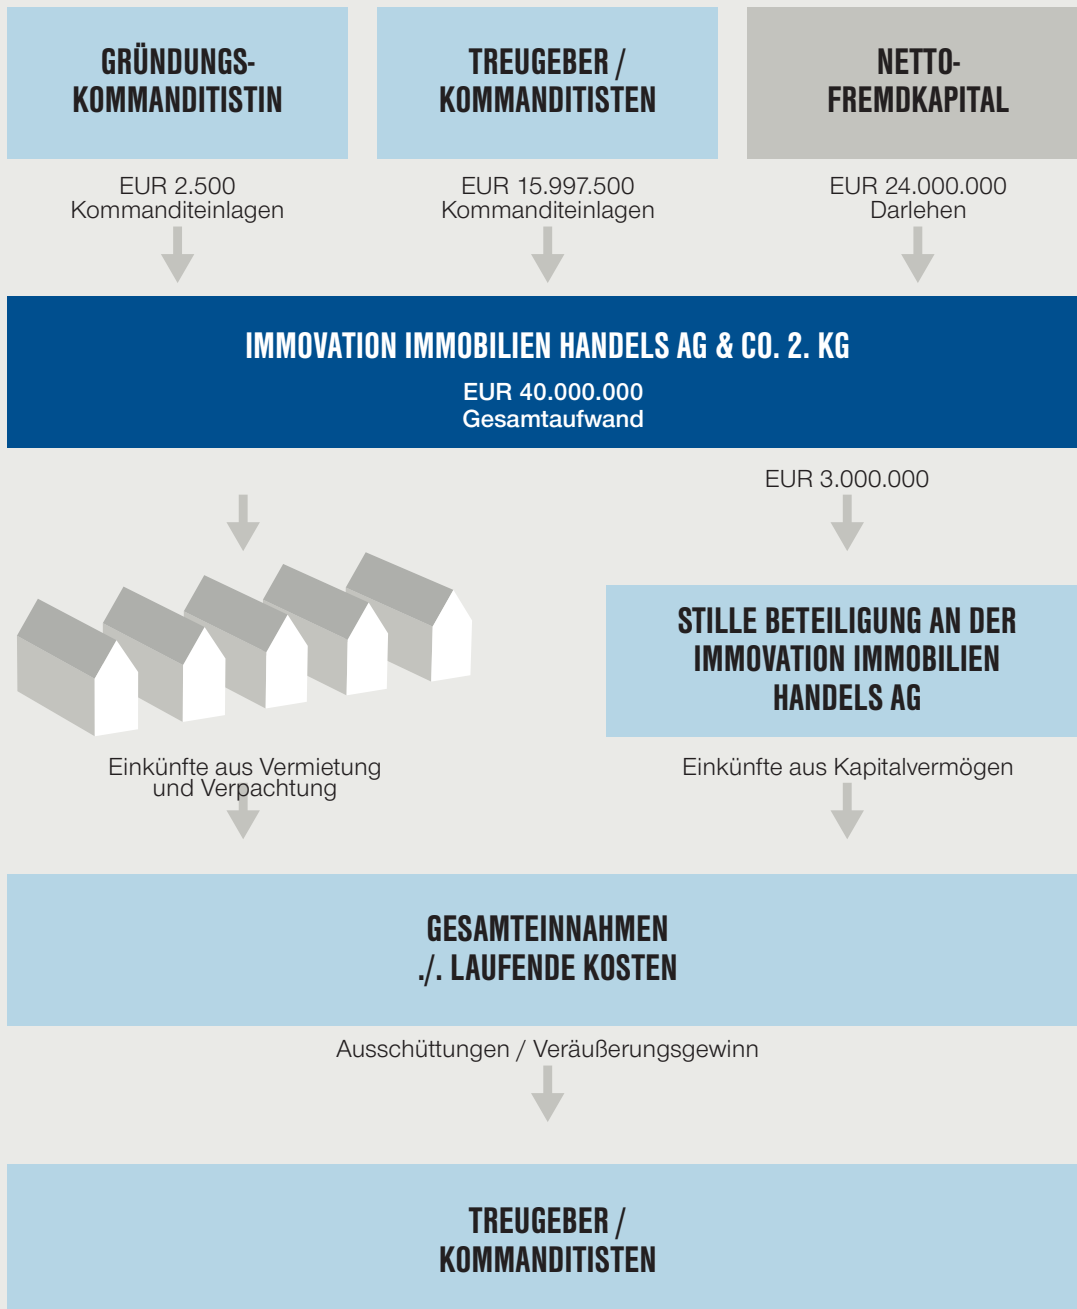 GRÜNDUNGS-
KOMMANDITISTIN
TREUGEBER /
KOMMANDITISTEN
NETTO-
FREMDKAPITAL
EUR 2.500
Kommanditeinlagen
EUR 15.997.500
Kommanditeinlagen
EUR 24.000.000
Darlehen
IMMOVATION IMMOBILIEN HANDELS AG & CO. 2. KG
EUR 40.000.000
Gesamtaufwand
EUR 3.000.000
STILLE BETEILIGUNG AN DER
IMMOVATION IMMOBILIEN
HANDELS AG
Einkünfte aus Vermietung
und Verpachtung
Einkünfte aus Kapitalvermögen
GESAMTEINNAHMEN
./. LAUFENDE KOSTEN
Ausschüttungen / Veräußerungsgewinn
TREUGEBER /
KOMMANDITISTEN